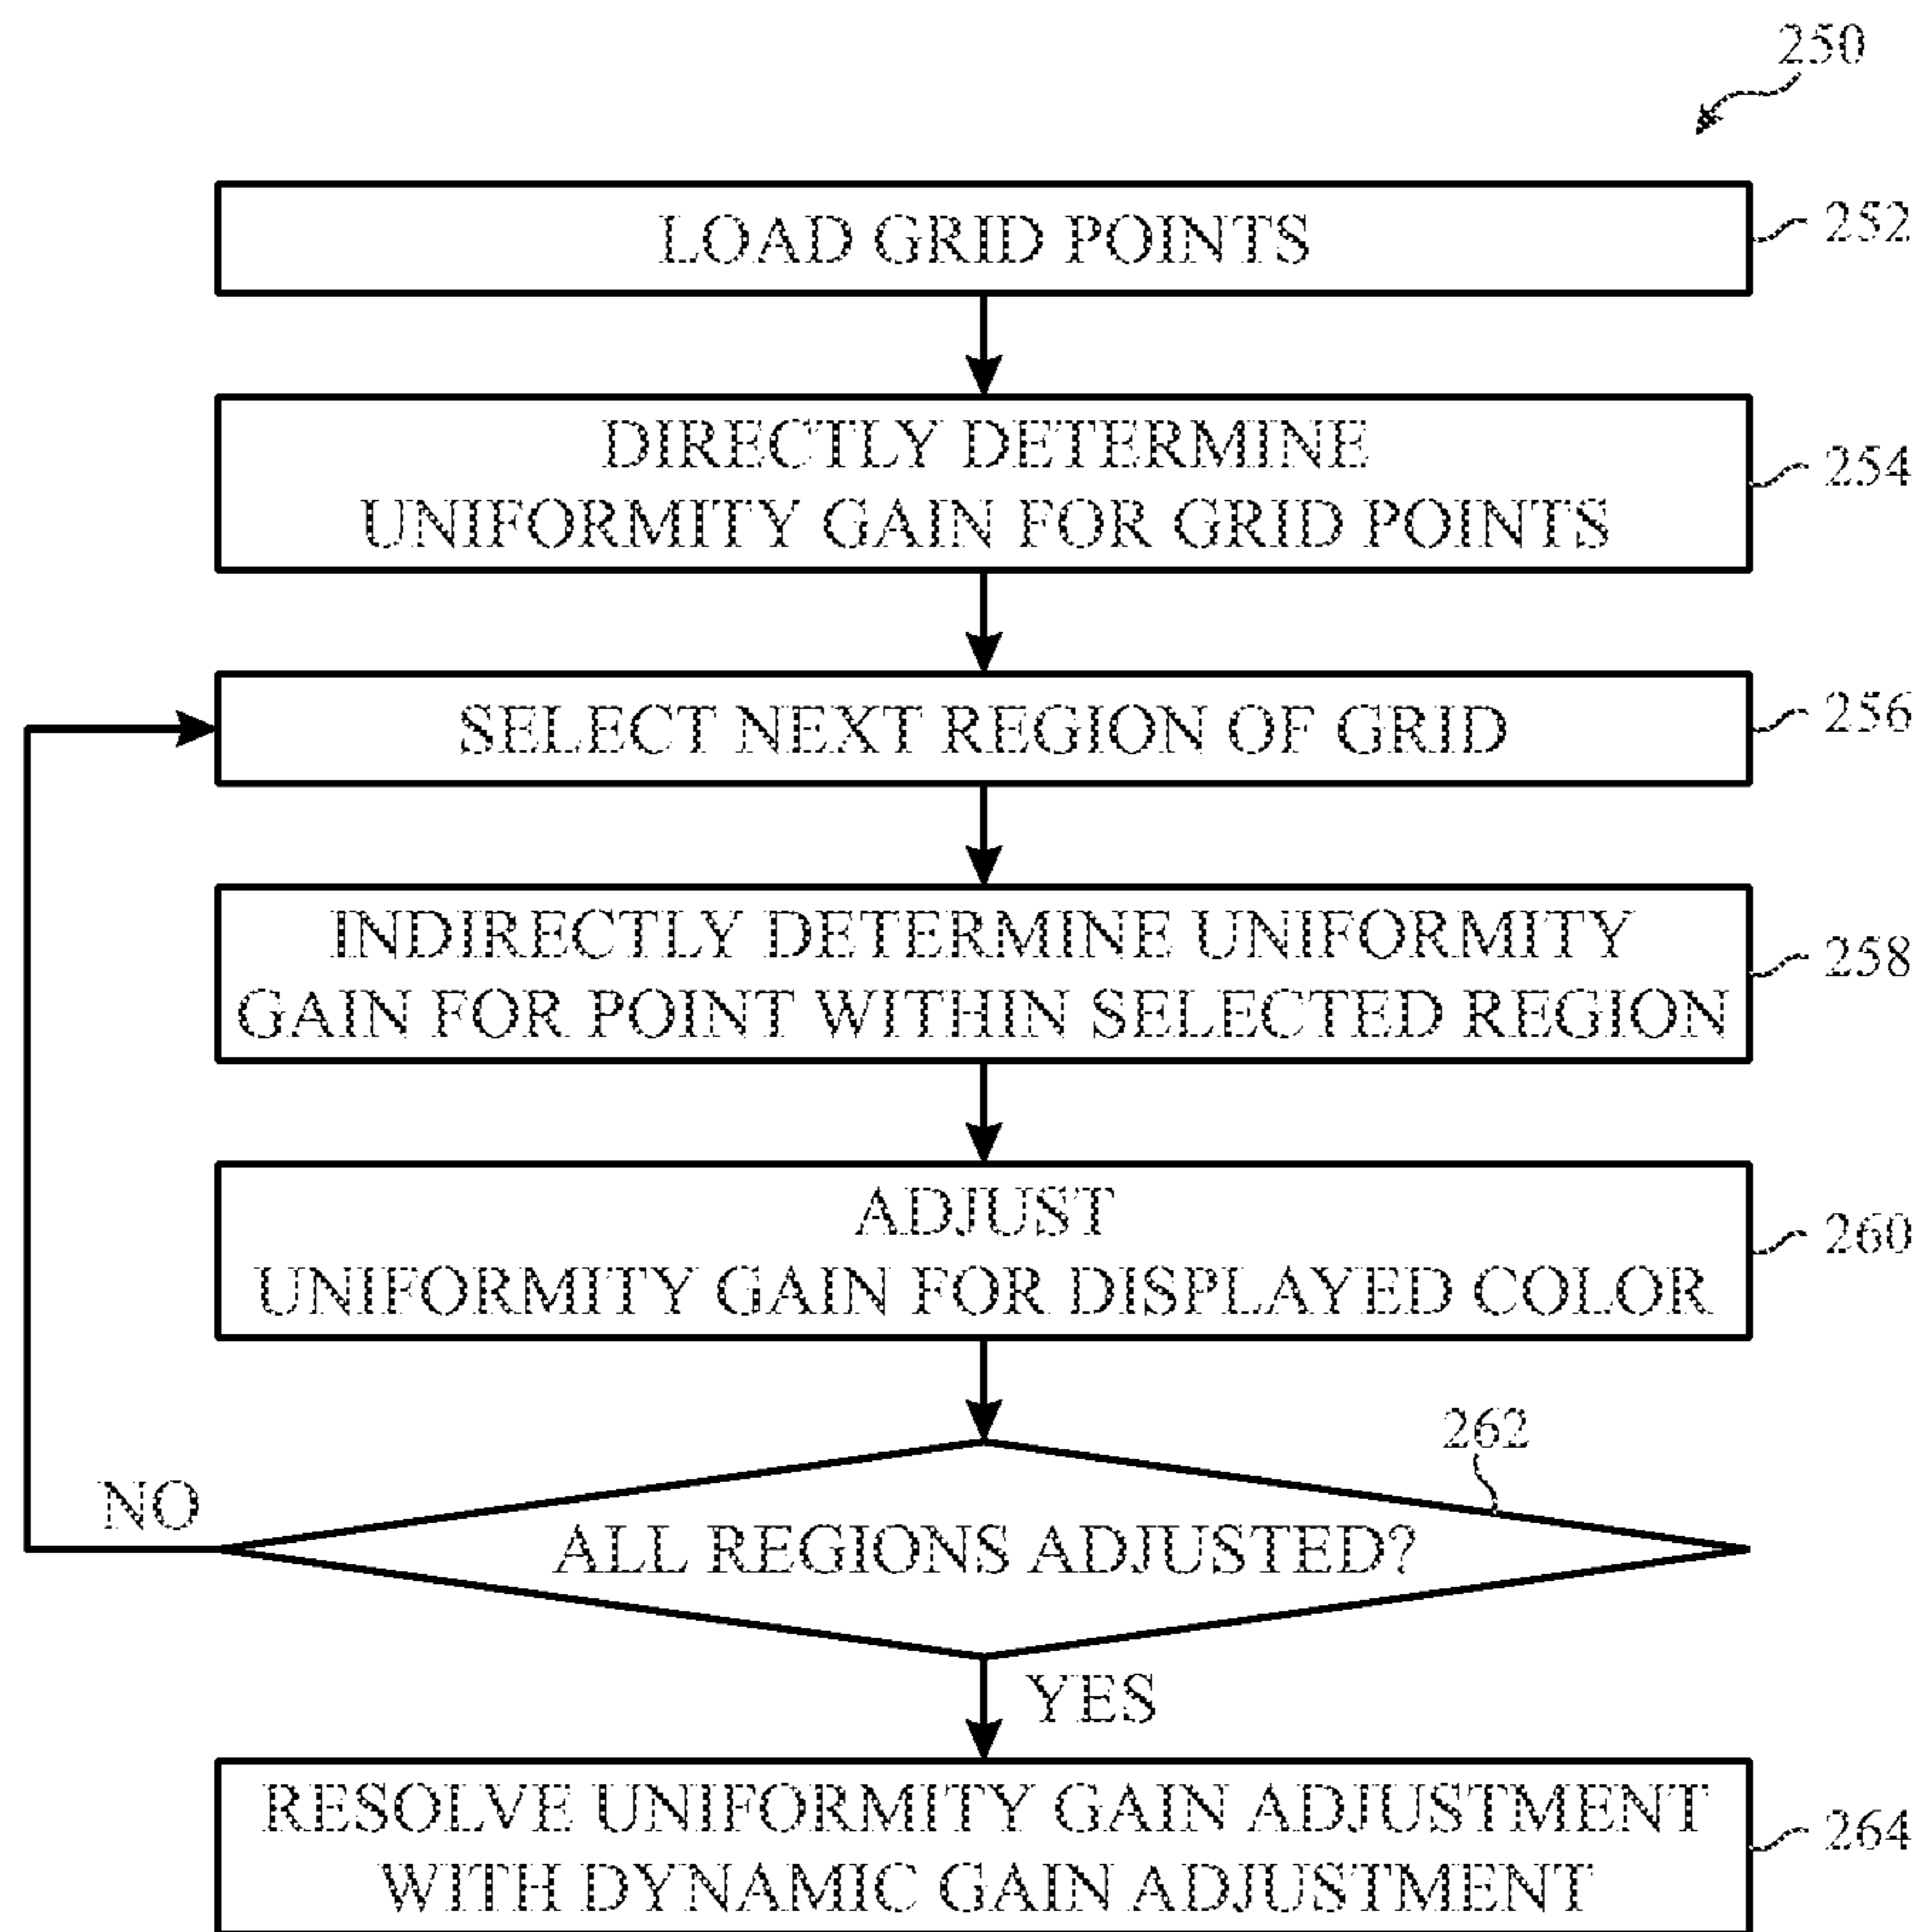 250
LOAD GRID POINTS
252
DIRECTLY DETERMINE
UNIFORMITY GAIN FOR GRID POINTS
254
SELECT NEXT REGION OF GRID
256
INDIRECTLY DETERMINE UNIFORMITY
GAIN FOR POINT WITHIN SELECTED REGION
258
ADJUST
UNIFORMITY GAIN FOR DISPLAYED COLOR
260
262
NO
ALL REGIONS ADJUSTED?
YES
RESOLVE UNIFORMITY GAIN ADJUSTMENT
WITH DYNAMIC GAIN ADJUSTMENT
264